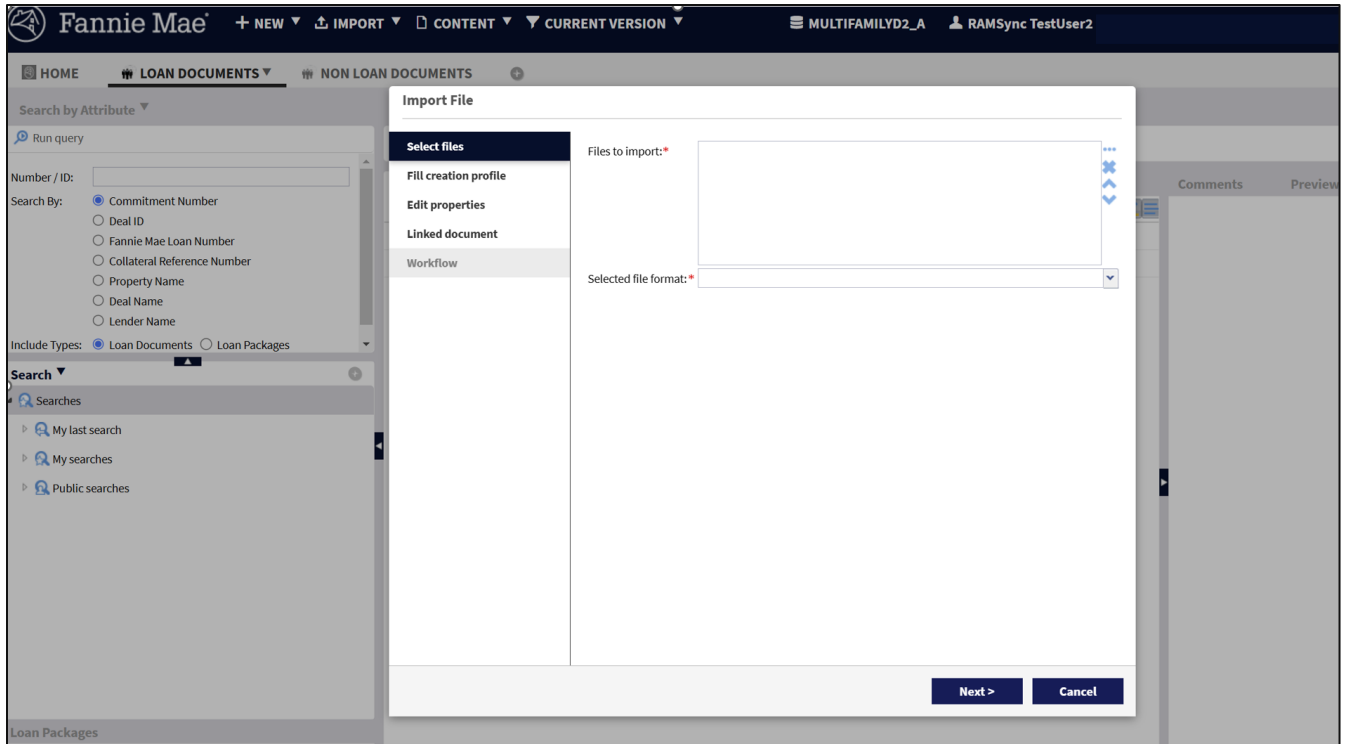 Fannie Mae NEW IMPORT CONTENT CURRENT VERSION MULTIFAMILYD2_A RAMSync TestUser2
HOME LOAN DOCUMENTS NON LOAN DOCUMENTS
Search by Attribute
Run query
Number / ID:
Search By: Commitment Number
Deal ID
Fannie Mae Loan Number
Collateral Reference Number
Property Name
Deal Name
Lender Name
Include Types: Loan Documents Loan Packages
Search
Searches
My last search
My searches
Public searches
Loan Packages
Import File
Select files
Fill creation profile
Edit properties
Linked document
Workflow
Files to import:*
Selected file format:*
Next > Cancel
Comments Preview